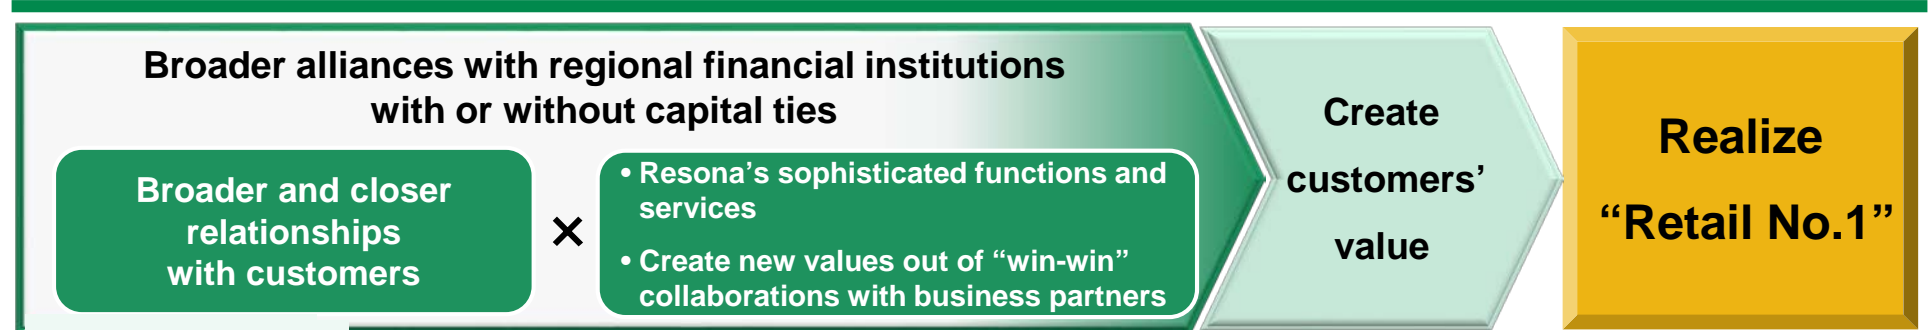 Broader alliances with regional financial institutions
with or without capital ties
Broader and closer
relationships
with customers
×
• Resona’s sophisticated functions and
services
• Create new values out of “win-win”
collaborations with business partners
Create
customers’
value
Realize
“Retail No.1”